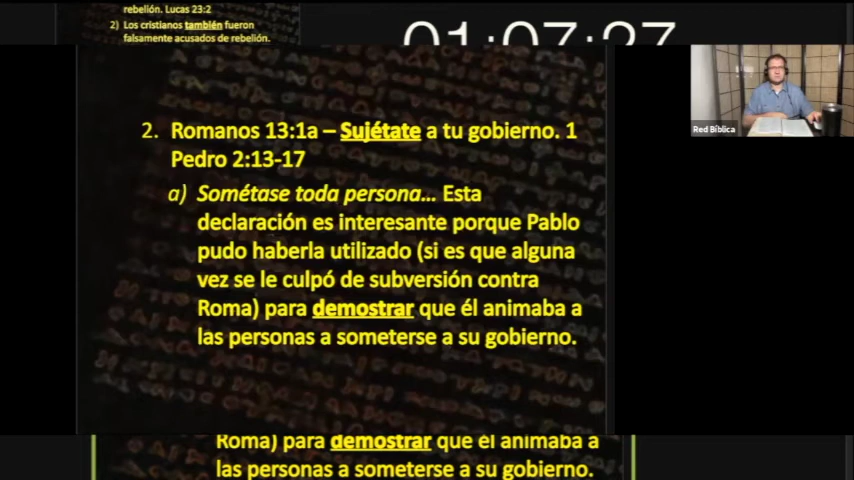 rebelión. Lucas 23:2
2) Los cristianos también fueron
falsamente acusados de rebelión.
01:07:27
Red Bíblica
2. Romanos 13:1a – Sujétate a tu gobierno. 1
Pedro 2:13-17
a) Sométase toda persona... Esta
declaración es interesante porque Pablo
pudo haberla utilizado (si es que alguna
vez se le culpó de subversión contra
Roma) para demostrar que él animaba a
las personas a someterse a su gobierno.
Roma) para demostrar que él animaba a
las personas a someterse a su gobierno.